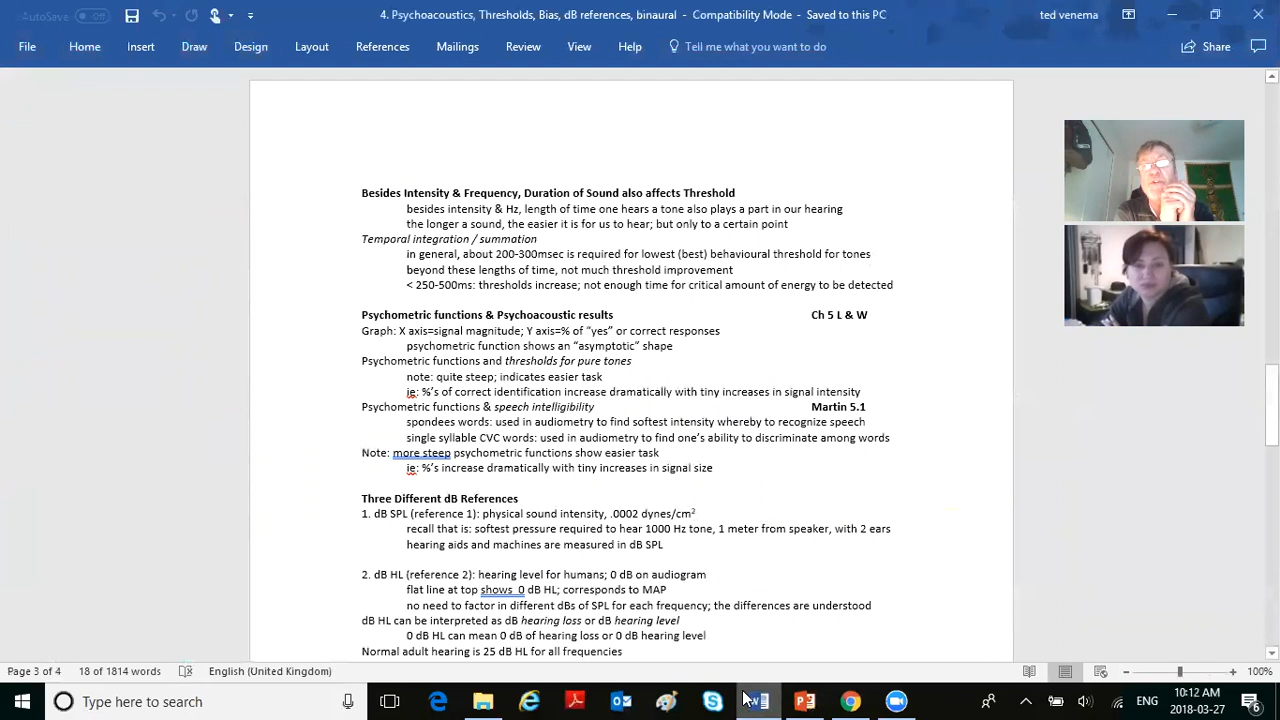 AutoSave Off 4. Psychoacoustics, Thresholds, Bias, dB references, binaural - Compatibility Mode - Saved to this PC ted venema
File Home Insert Draw Design Layout References Mailings Review View Help Tell me what you want to do Share
Besides Intensity & Frequency, Duration of Sound also affects Threshold
besides intensity & Hz, length of time one hears a tone also plays a part in our hearing
the longer a sound, the easier it is for us to hear; but only to a certain point
Temporal integration / summation
in general, about 200-300msec is required for lowest (best) behavioural threshold for tones
beyond these lengths of time, not much threshold improvement
< 250-500ms: thresholds increase; not enough time for critical amount of energy to be detected
Psychometric functions & Psychoacoustic results Ch 5 L & W
Graph: X axis=signal magnitude; Y axis=% of “yes” or correct responses
psychometric function shows an “asymptotic” shape
Psychometric functions and thresholds for pure tones
note: quite steep; indicates easier task
ie: %’s of correct identification increase dramatically with tiny increases in signal intensity
Psychometric functions & speech intelligibility Martin 5.1
spondees words: used in audiometry to find softest intensity whereby to recognize speech
single syllable CVC words: used in audiometry to find one’s ability to discriminate among words
Note: more steep psychometric functions show easier task
ie: %’s increase dramatically with tiny increases in signal size
Three Different dB References
1. dB SPL (reference 1): physical sound intensity, .0002 dynes/cm²
recall that is: softest pressure required to hear 1000 Hz tone, 1 meter from speaker, with 2 ears
hearing aids and machines are measured in dB SPL
2. dB HL (reference 2): hearing level for humans; 0 dB on audiogram
flat line at top shows 0 dB HL; corresponds to MAP
no need to factor in different dBs of SPL for each frequency; the differences are understood
dB HL can be interpreted as dB hearing loss or dB hearing level
0 dB HL can mean 0 dB of hearing loss or 0 dB hearing level
Normal adult hearing is 25 dB HL for all frequencies
Page 3 of 4 18 of 1814 words English (United Kingdom) 100%
Type here to search ENG 10:12 AM
2018-03-27 6